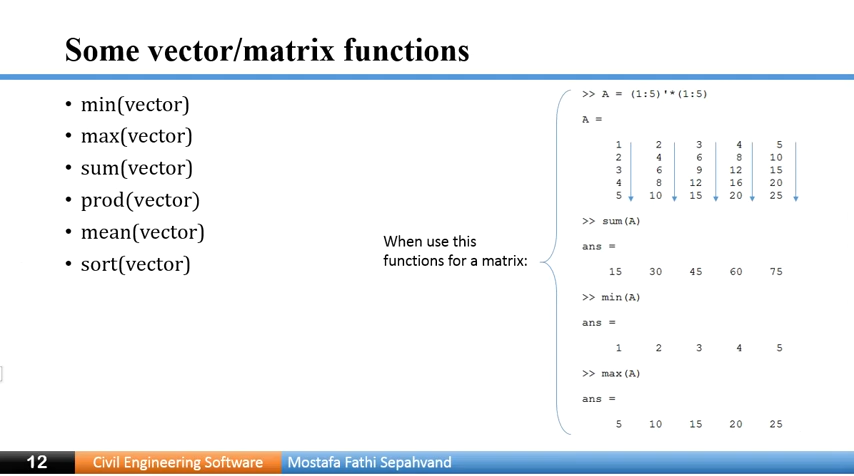 Some vector/matrix functions
• min(vector)
• max(vector)
• sum(vector)
• prod(vector)
• mean(vector)
• sort(vector)
When use this
functions for a matrix:
>> A = (1:5)'*(1:5)
A =
1 2 3 4 5
2 4 6 8 10
3 6 9 12 15
4 8 12 16 20
5 10 15 20 25
>> sum(A)
ans =
15 30 45 60 75
>> min(A)
ans =
1 2 3 4 5
>> max(A)
ans =
5 10 15 20 25
12 Civil Engineering Software Mostafa Fathi Sepahvand